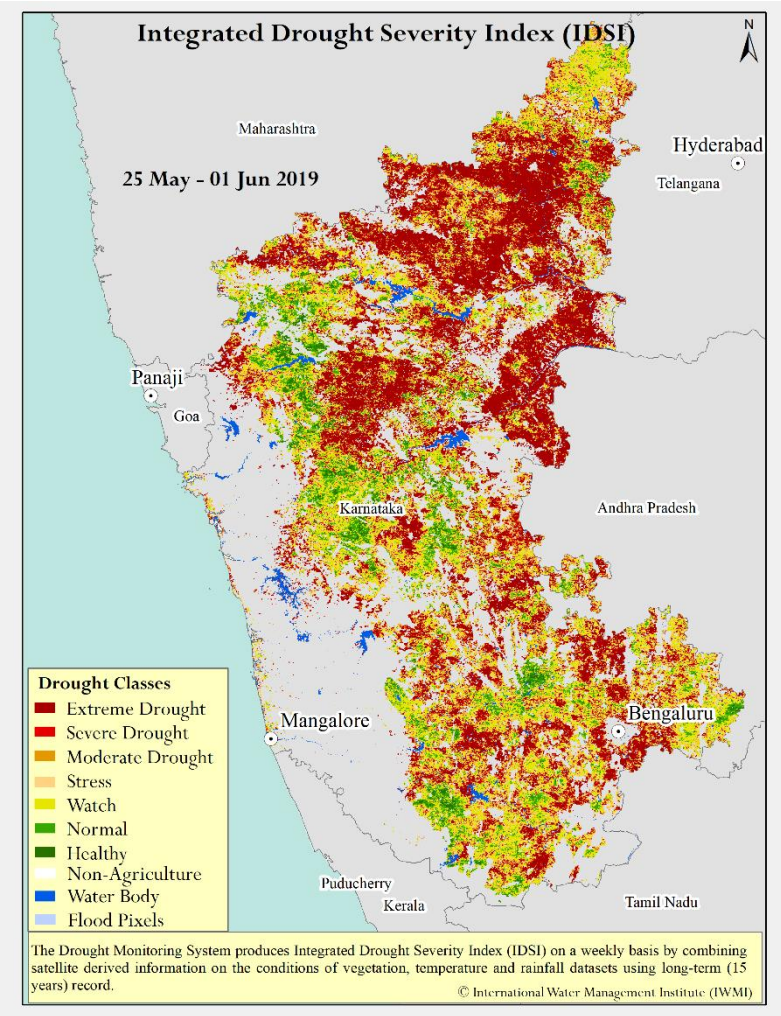 Integrated Drought Severity Index (IDSI)
N
Maharashtra
Hyderabad
25 May - 01 Jun 2019
Telangana
Panaji
Goa
Karnataka
Andhra Pradesh
Drought Classes
Extreme Drought
Severe Drought
Moderate Drought
Stress
Watch
Normal
Healthy
Non-Agriculture
Water Body
Flood Pixels
Mangalore
Bengaluru
Puducherry
Kerala
Tamil Nadu
The Drought Monitoring System produces Integrated Drought Severity Index (IDSI) on a weekly basis by combining
satellite derived information on the conditions of vegetation, temperature and rainfall datasets using long-term (15
years) record.
© International Water Management Institute (IWMI)